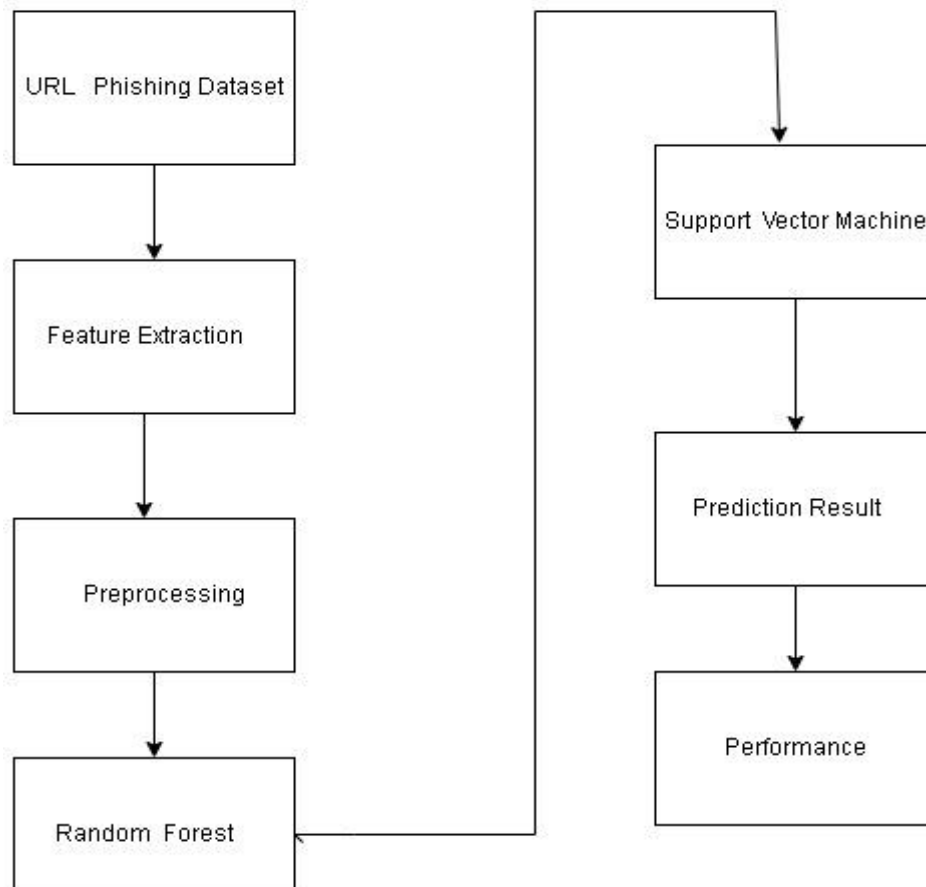 URL Phishing Dataset
Feature Extraction
Preprocessing
Random Forest
Support Vector Machine
Prediction Result
Performance